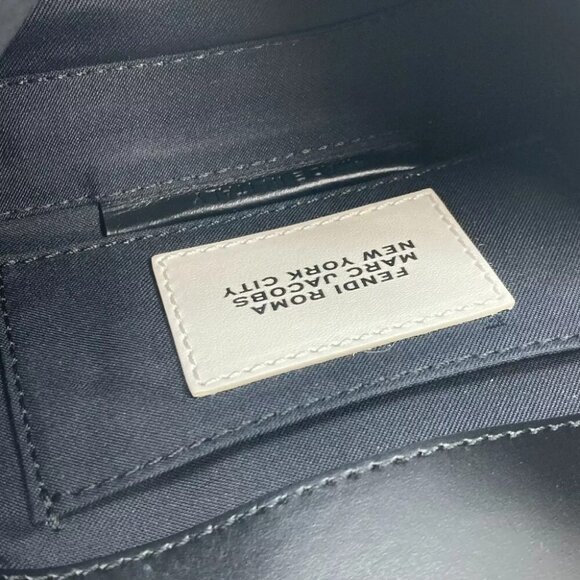 FENDI ROMA
MARC JACOBS
NEW YORK CITY